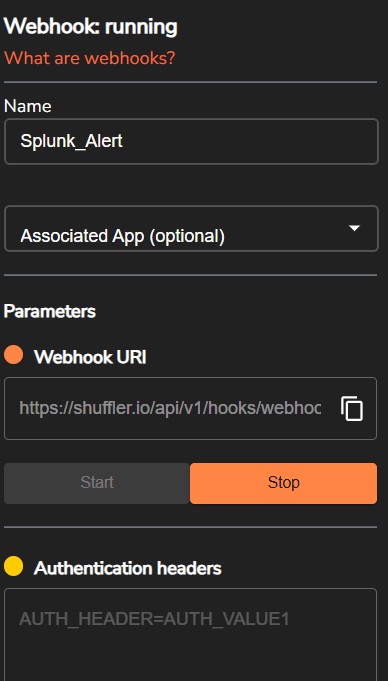 Webhook: running
What are webhooks?
Name
Splunk_Alert
Associated App (optional)
Parameters
Webhook URI
https://shuffler.io/api/v1/hooks/webhoo
Start
Stop
Authentication headers
AUTH_HEADER=AUTH_VALUE1